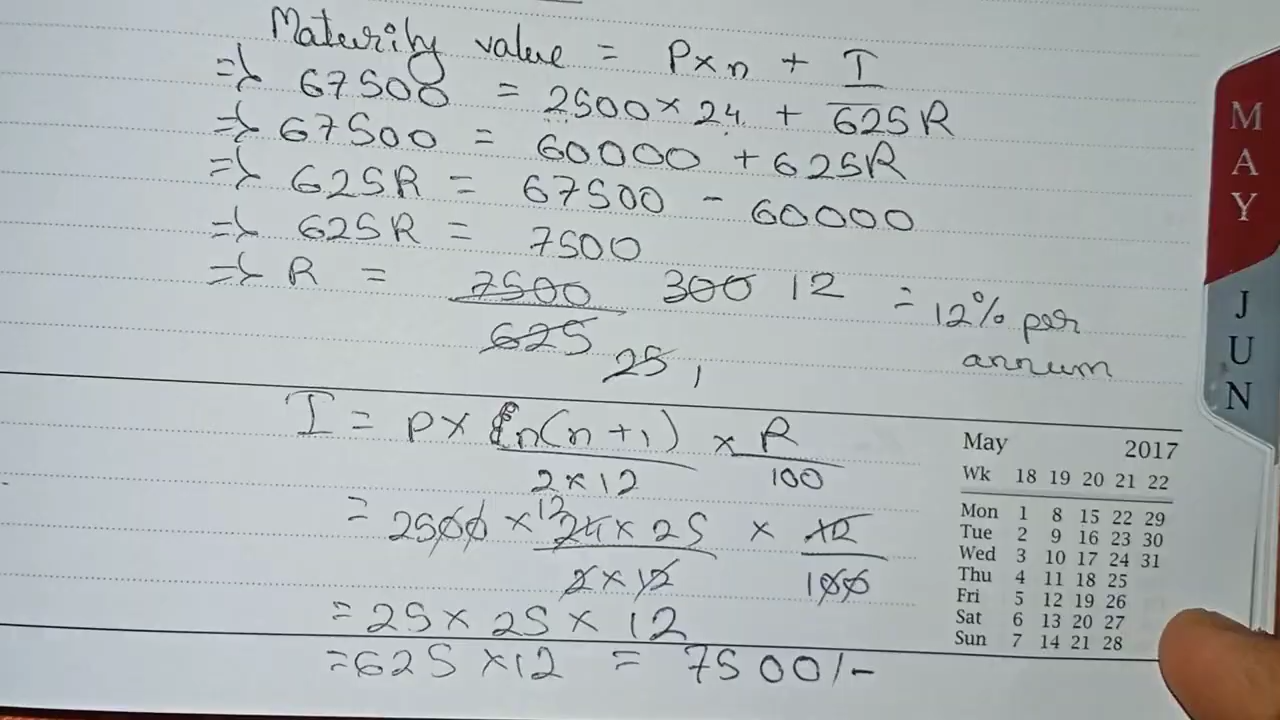 Maturity value = P×n + I
=> 67500 = 2500×24 + 625R
=> 67500 = 60000 + 625R
=> 625R = 67500 - 60000
=> 625R = 7500
=> R = 7500 300 12 = 12% per
625 25, annum
I = P× n(n+1) × R
2×12 100
= 2500 × 12 24×25 × 12
2×12 100
= 25×25×12
=625×12 = 7500/-
MAY
JUN
May 2017
Wk 18 19 20 21 22
Mon 1 8 15 22 29
Tue 2 9 16 23 30
Wed 3 10 17 24 31
Thu 4 11 18 25
Fri 5 12 19 26
Sat 6 13 20 27
Sun 7 14 21 28